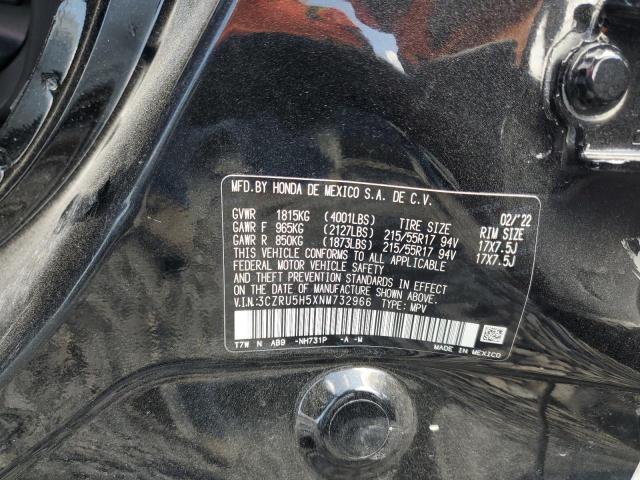 MFD.BY HONDA DE MEXICO S.A. DE C.V. 02/'22
GVWR 1815KG (4001LBS) TIRE SIZE RIM SIZE
GAWR F 965KG (2127LBS) 215/55R17 94V 17X7.5J
GAWR R 850KG (1873LBS) 215/55R17 94V 17X7.5J
THIS VEHICLE CONFORMS TO ALL APPLICABLE
FEDERAL MOTOR VEHICLE SAFETY
AND THEFT PREVENTION STANDARDS IN EFFECT
ON THE DATE OF MANUFACTURE SHOWN ABOVE.
V.I.N:3CZRU5H5XNM732966 TYPE: MPV
T7W N AB9 -NH731P -A -M MADE IN MEXICO